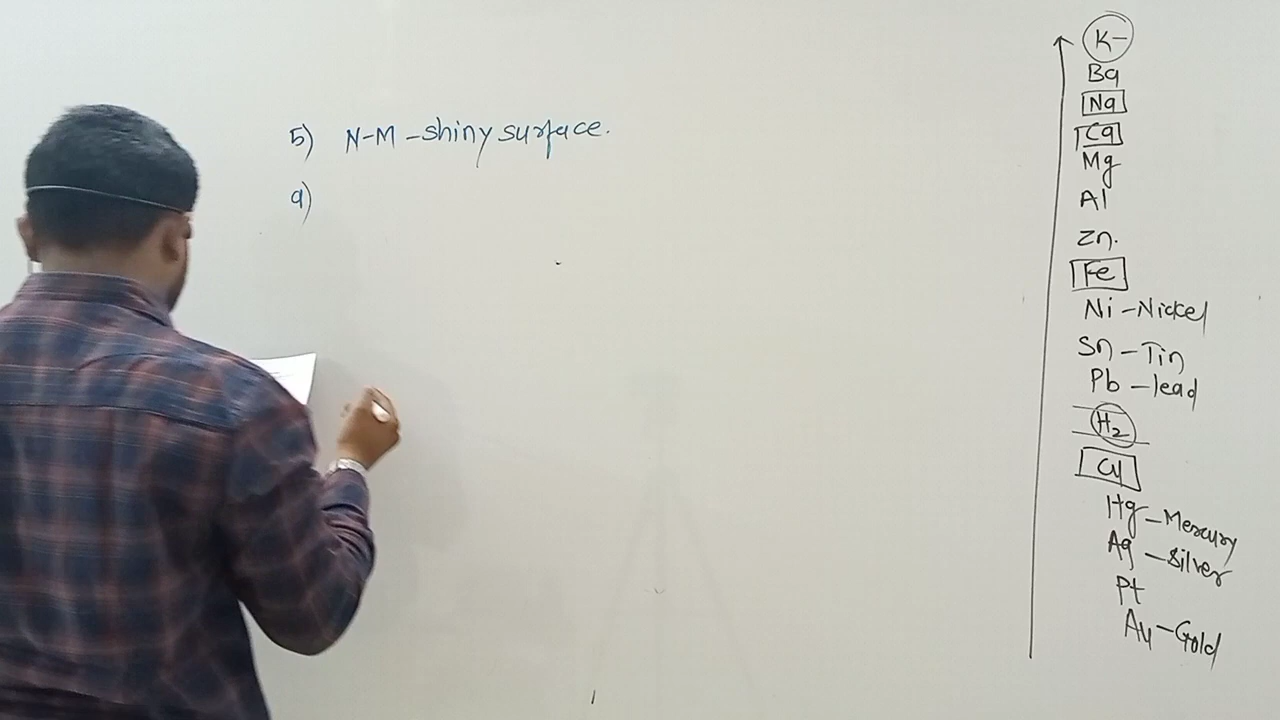 5) N-M - shiny surface.
a)
K
Ba
Na
Ca
Mg
Al
Zn.
Fe
Ni - Nickel
Sn - Tin
Pb - lead
H2
Cu
Hg - Mercury
Ag - Silver
Pt
Au - Gold